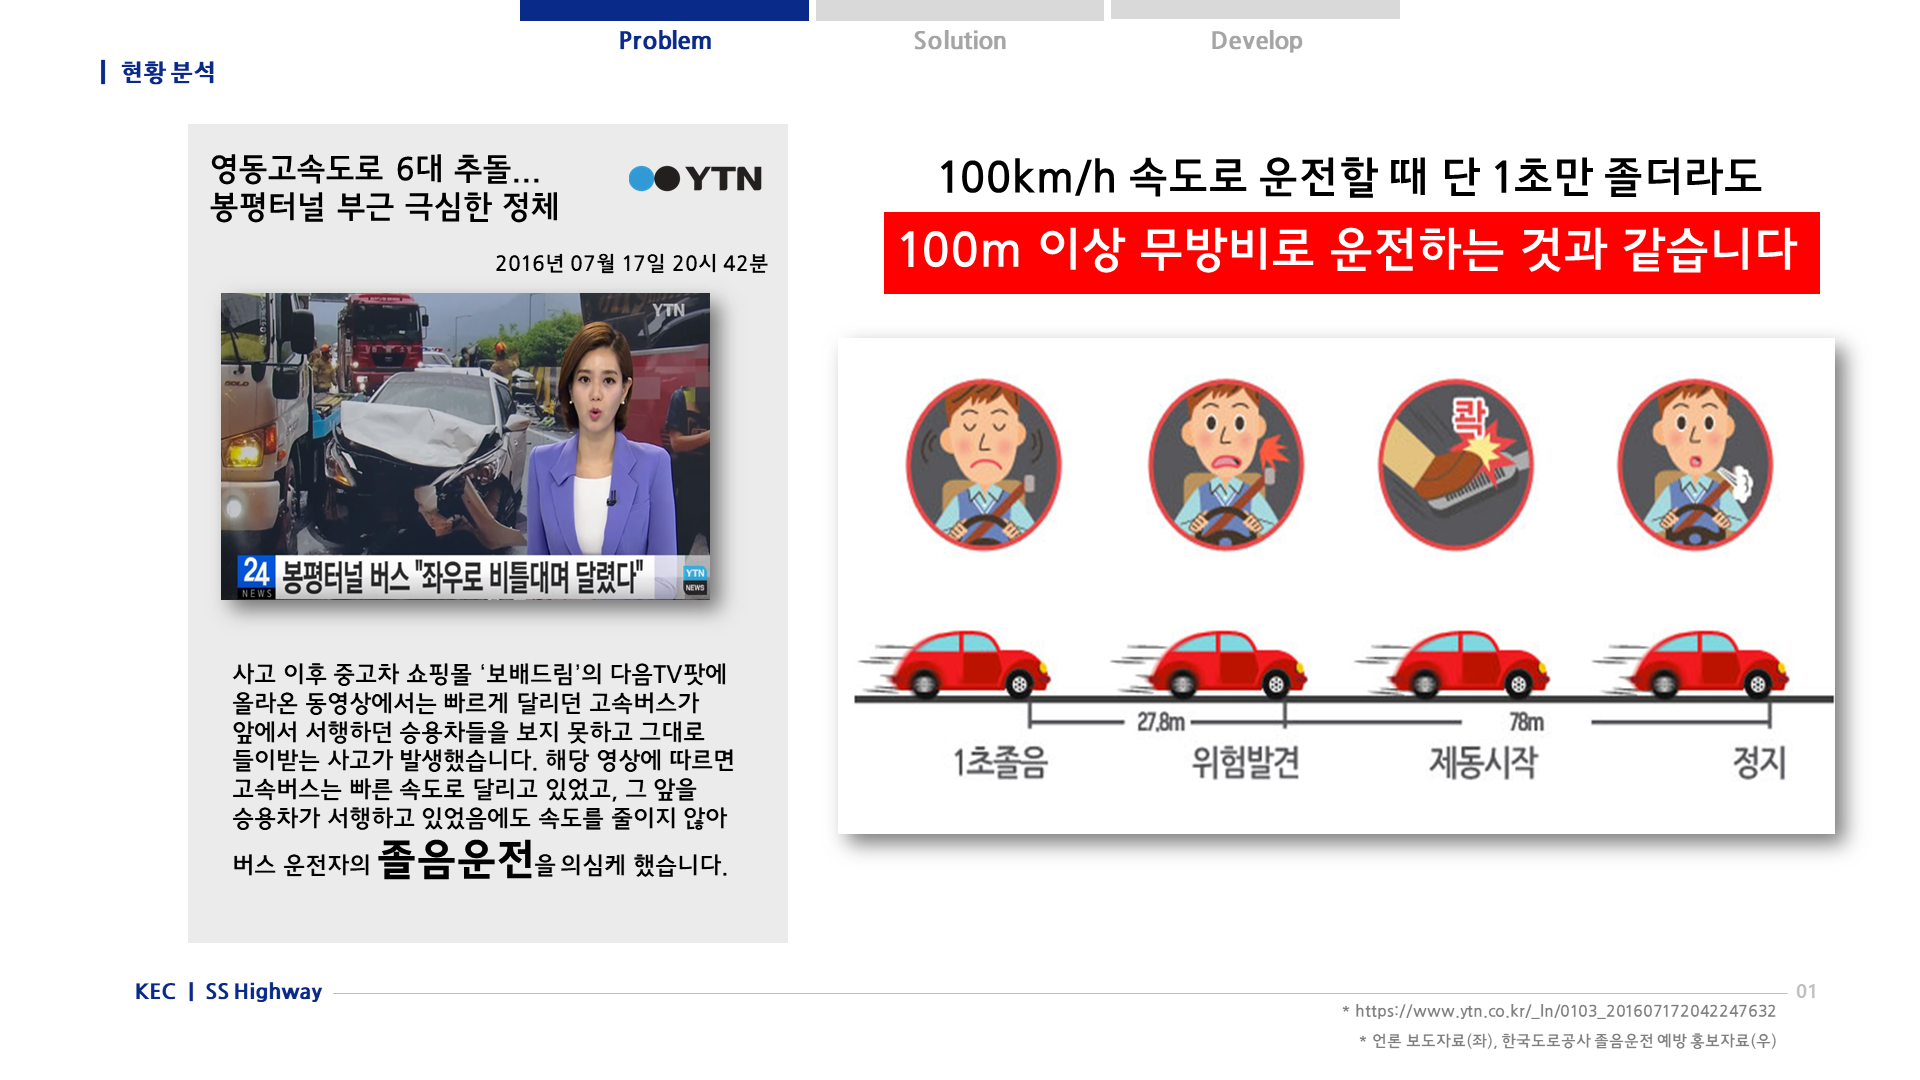 Problem
Solution
Develop
현황 분석
영동고속도로 6대 추돌...
봉평터널 부근 극심한 정체
YTN
2016년 07월 17일 20시 42분
YTN
24
NEWS
봉평터널 버스 "좌우로 비틀대며 달렸다"
YTN
NEWS
사고 이후 중고차 쇼핑몰 ‘보배드림’의 다음TV팟에
올라온 동영상에서는 빠르게 달리던 고속버스가
앞에서 서행하던 승용차들을 보지 못하고 그대로
들이받는 사고가 발생했습니다. 해당 영상에 따르면
고속버스는 빠른 속도로 달리고 있었고, 그 앞을
승용차가 서행하고 있었음에도 속도를 줄이지 않아
버스 운전자의 졸음운전을 의심케 했습니다.
100km/h 속도로 운전할 때 단 1초만 졸더라도
100m 이상 무방비로 운전하는 것과 같습니다
콱
27.8m
78m
1초졸음
위험발견
제동시작
정지
KEC | SS Highway
01
* https://www.ytn.co.kr/_ln/0103_201607172042247632
* 언론 보도자료(좌), 한국도로공사 졸음운전 예방 홍보자료(우)